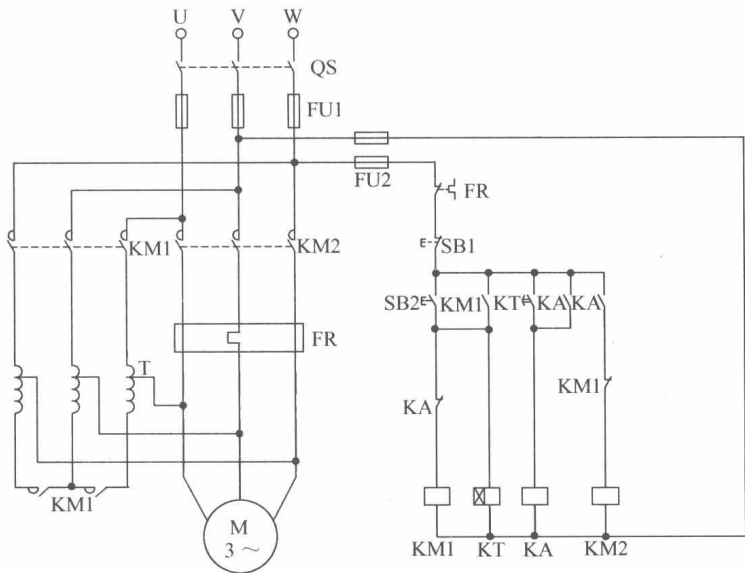 U V W
QS
FU1
FU2
FR
KM1 KM2 SB1
SB2 KM1 KT KA KA
FR
T KM1
KA
KM1
M
3 ~
KM1 KT KA KM2